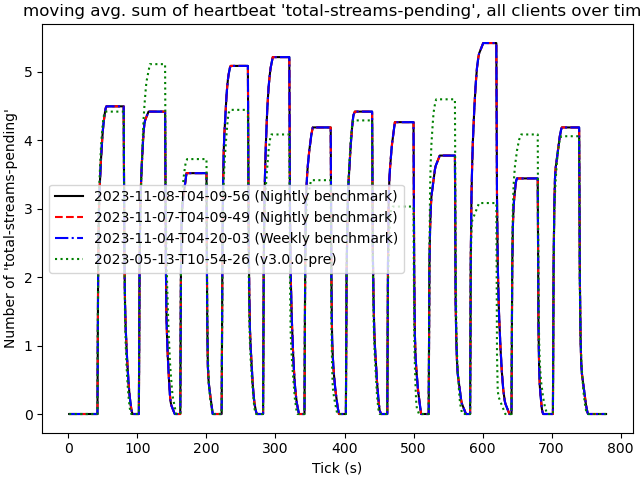 moving avg. sum of heartbeat 'total-streams-pending', all clients over tim
Number of 'total-streams-pending'
5
4
3
2
1
0
2023-11-08-T04-09-56 (Nightly benchmark)
2023-11-07-T04-09-49 (Nightly benchmark)
2023-11-04-T04-20-03 (Weekly benchmark)
2023-05-13-T10-54-26 (v3.0.0-pre)
0 100 200 300 400 500 600 700 800
Tick (s)